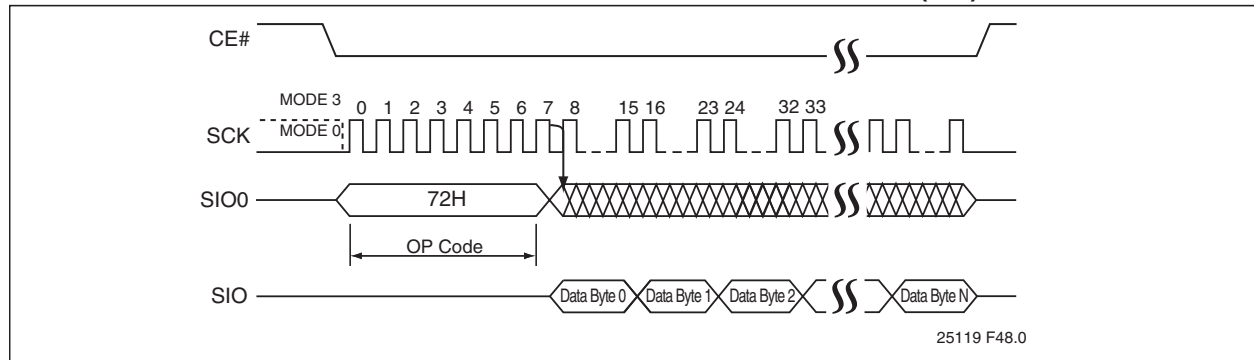 CE#
MODE 3
0 1 2 3 4 5 6 7 8 15 16 23 24 32 33
SCK
MODE 0
SIO0
72H
OP Code
SIO
Data Byte 0 Data Byte 1 Data Byte 2 Data Byte N
25119 F48.0